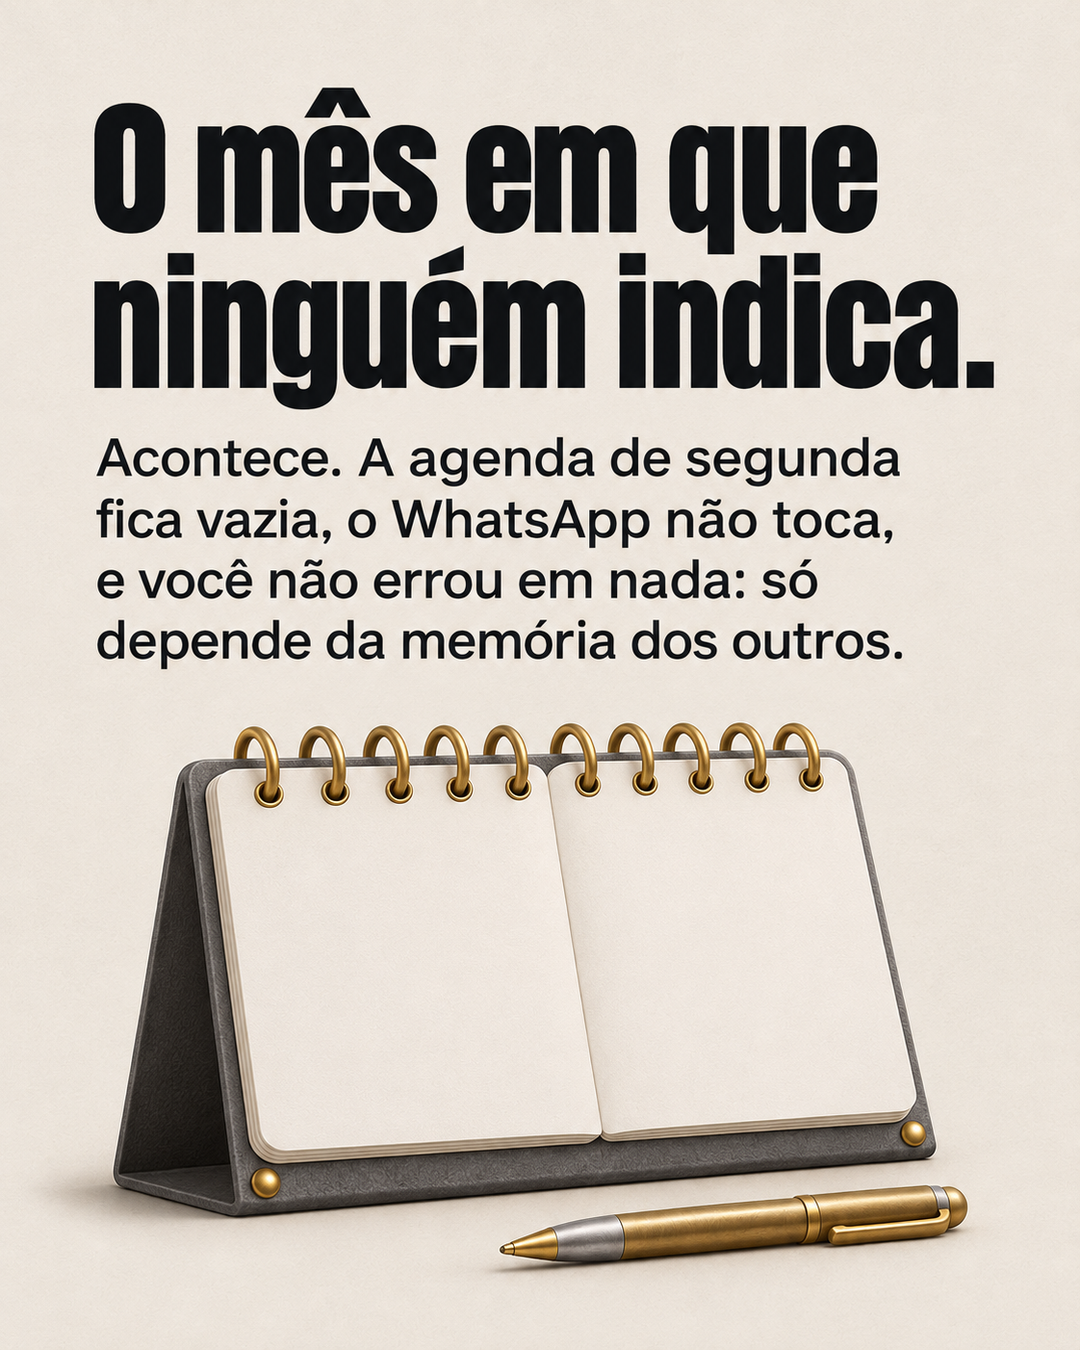 O mês em que
ninguém indica.
Acontece. A agenda de segunda
fica vazia, o WhatsApp não toca,
e você não errou em nada: só
depende da memória dos outros.